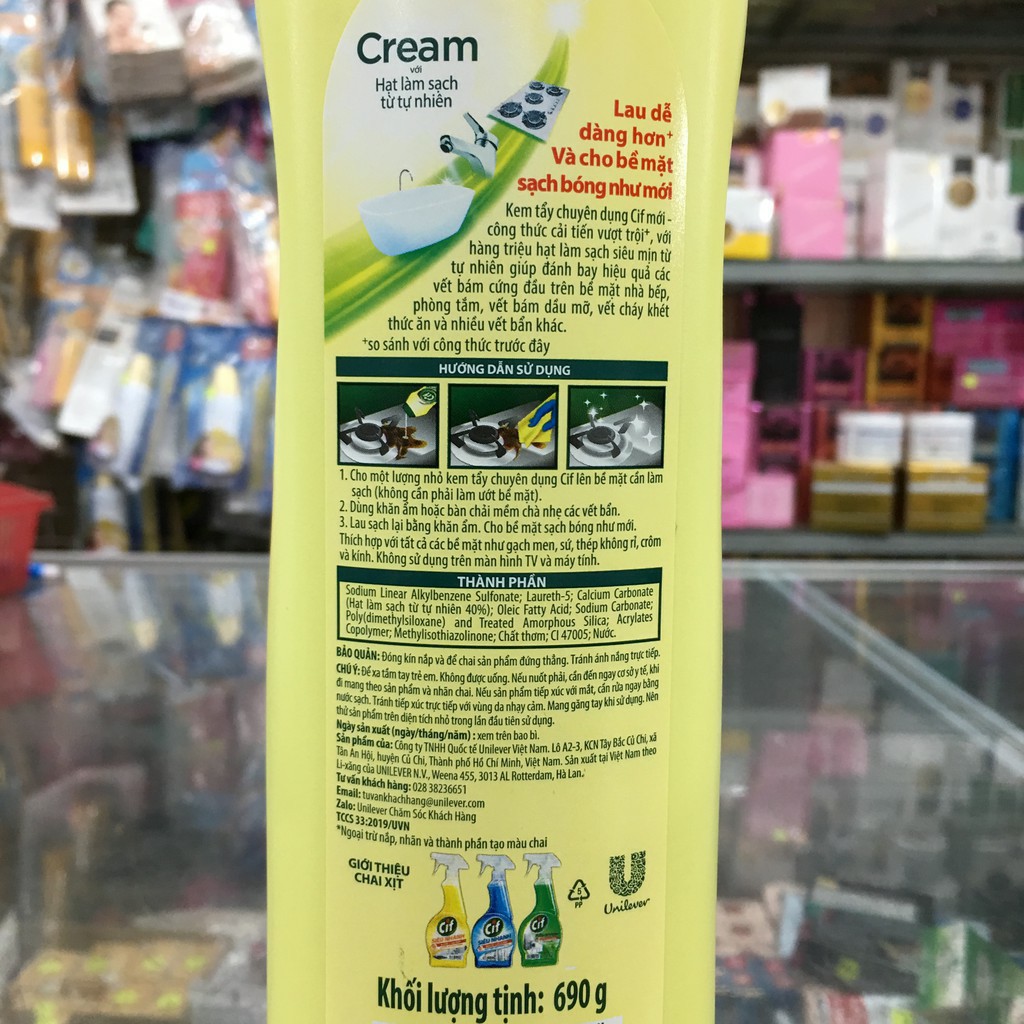 Cream
với
Hạt làm sạch
từ tự nhiên
Lau dễ
dàng hơn⁺
Và cho bề mặt
sạch bóng như mới
Kem tẩy chuyên dụng Cif mới -
công thức cải tiến vượt trội⁺, với
hàng triệu hạt làm sạch siêu mịn từ
tự nhiên giúp đánh bay hiệu quả các
vết bám cứng đầu trên bề mặt nhà bếp,
phòng tắm, vết bám dầu mỡ, vết cháy khét
thức ăn và nhiều vết bẩn khác.
⁺so sánh với công thức trước đây
HƯỚNG DẪN SỬ DỤNG
1. Cho một lượng nhỏ kem tẩy chuyên dụng Cif lên bề mặt cần làm
sạch (không cần phải làm ướt bề mặt).
2. Dùng khăn ẩm hoặc bàn chải mềm chà nhẹ các vết bẩn.
3. Lau sạch lại bằng khăn ẩm. Cho bề mặt sạch bóng như mới.
Thích hợp với tất cả các bề mặt như gạch men, sứ, thép không rỉ, crôm
và kính. Không sử dụng trên màn hình TV và máy tính.
THÀNH PHẦN
Sodium Linear Alkylbenzene Sulfonate; Laureth-5; Calcium Carbonate
(Hạt làm sạch từ tự nhiên 40%); Oleic Fatty Acid; Sodium Carbonate;
Poly(dimethylsiloxane) and Treated Amorphous Silica; Acrylates
Copolymer; Methylisothiazolinone; Chất thơm; CI 47005; Nước.
BẢO QUẢN: Đóng kín nắp và để chai sản phẩm đứng thẳng. Tránh ánh nắng trực tiếp.
CHÚ Ý: Để xa tầm tay trẻ em. Không được uống. Nếu nuốt phải, cần đến ngay cơ sở y tế, khi
đi mang theo sản phẩm và nhãn chai. Nếu sản phẩm tiếp xúc với mắt, cần rửa ngay bằng
nước sạch. Tránh tiếp xúc trực tiếp với vùng da nhạy cảm. Mang găng tay khi sử dụng. Nên
thử sản phẩm trên diện tích nhỏ trong lần đầu tiên sử dụng.
Ngày sản xuất (ngày/tháng/năm) : xem trên bao bì.
Sản phẩm của: Công ty TNHH Quốc tế Unilever Việt Nam. Lô A2-3, KCN Tây Bắc Củ Chi, xã
Tân An Hội, huyện Củ Chi, Thành phố Hồ Chí Minh, Việt Nam. Sản xuất tại Việt Nam theo
Li-xăng của UNILEVER N.V., Weena 455, 3013 AL Rotterdam, Hà Lan.
Tư vấn khách hàng: 028 38236651
Email: tuvankhachhang@unilever.com
Zalo: Unilever Chăm Sóc Khách Hàng
TCCS 33:2019/UVN
*Ngoại trừ nắp, nhãn và thành phần tạo màu chai
GIỚI THIỆU
CHAI XỊT
Cif
Cif
Cif
SIÊU NHANH
SIÊU NHANH
5
PP
Unilever
Khối lượng tịnh: 690 g